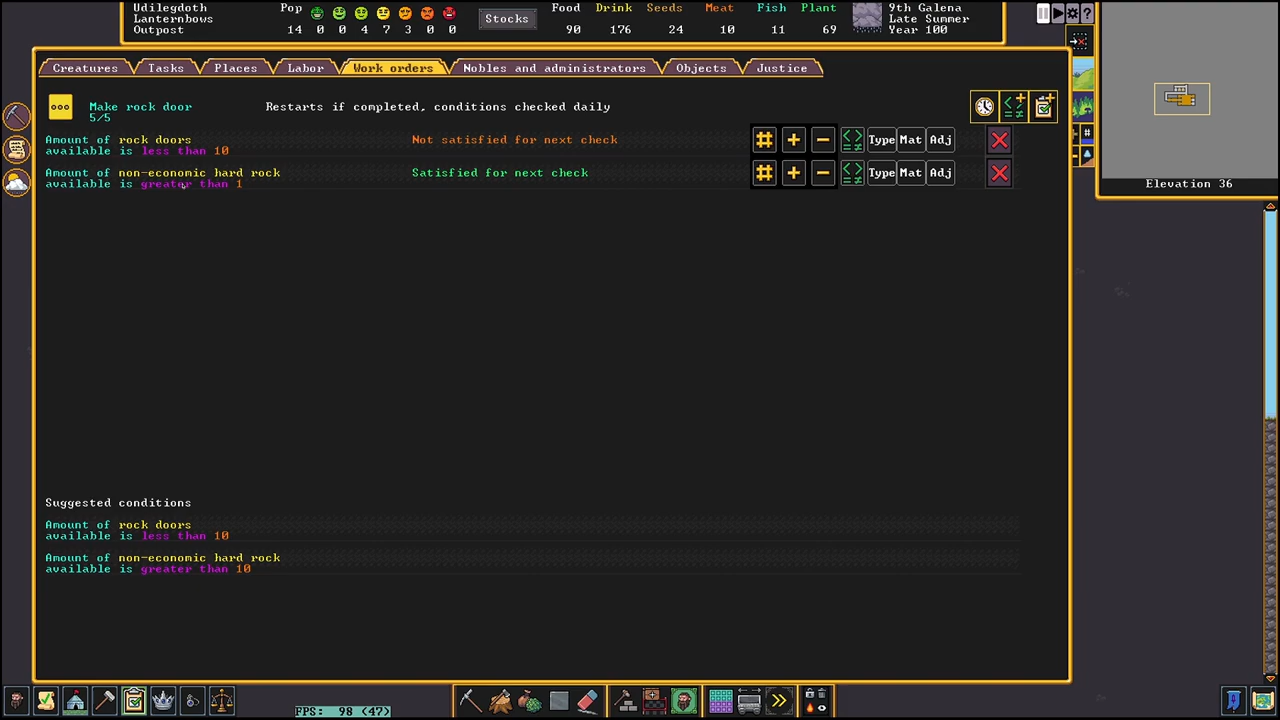 Udilegdoth
Lanternbows
Outpost
Pop
14 0 0 4 7 3 0 0
Stocks
Food Drink Seeds Meat Fish Plant
90 176 24 10 11 69
9th Galena
Late Summer
Year 100
Creatures Tasks Places Labor Work orders Nobles and administrators Objects Justice
Make rock door
5/5
Restarts if completed, conditions checked daily
Amount of rock doors
available is less than 10
Not satisfied for next check
Type Mat Adj
Amount of non-economic hard rock
available is greater than 1
Satisfied for next check
Type Mat Adj
Elevation 36
Suggested conditions
Amount of rock doors
available is less than 10
Amount of non-economic hard rock
available is greater than 10
FPS: 98 (47)